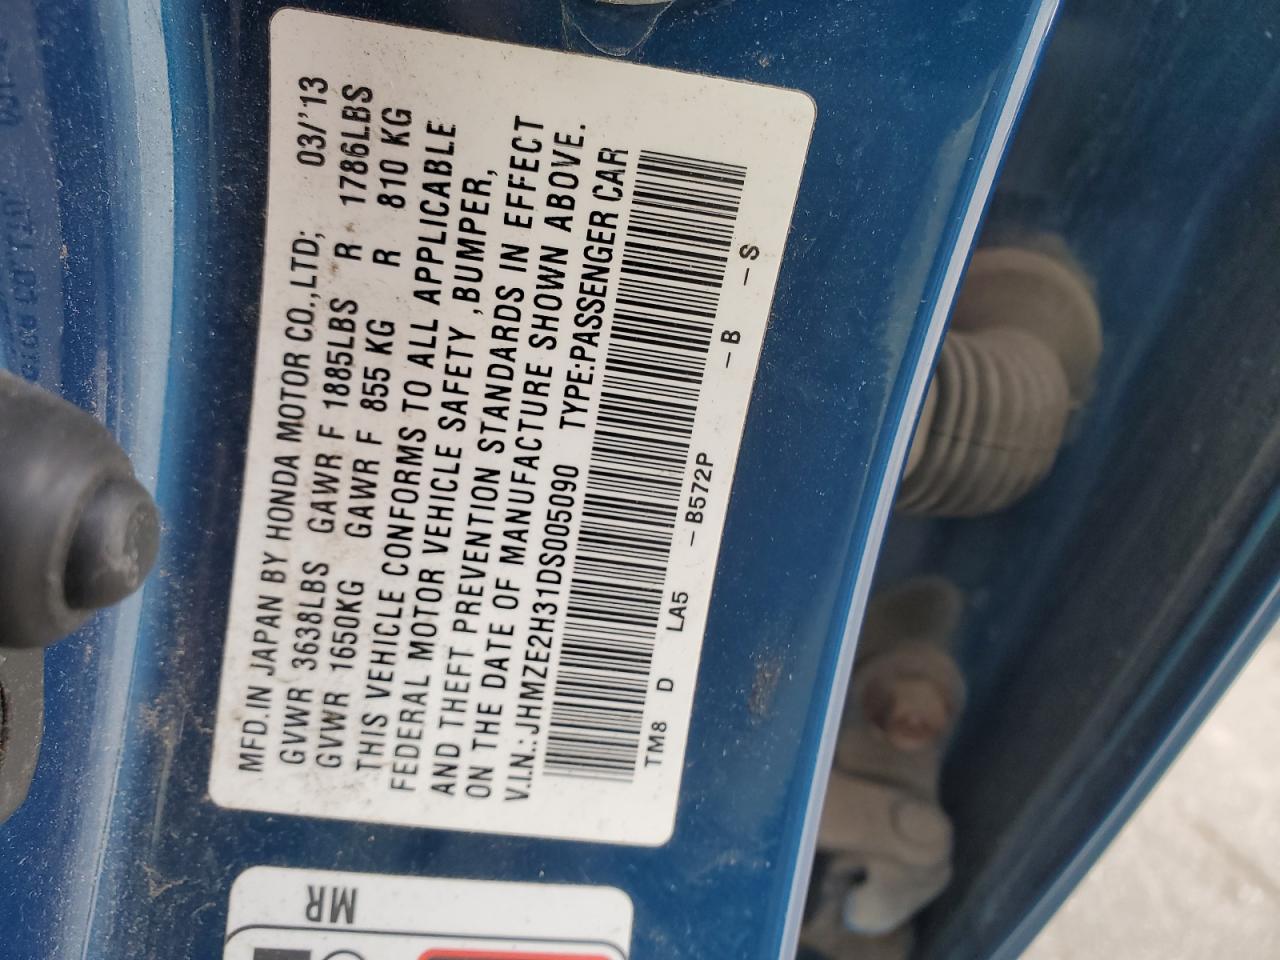 MFD.IN JAPAN BY HONDA MOTOR CO.,LTD; 03/'13
GVWR 3638LBS GAWR F 1885LBS R 1786LBS
GVWR 1650KG GAWR F 855 KG R 810 KG
THIS VEHICLE CONFORMS TO ALL APPLICABLE
FEDERAL MOTOR VEHICLE SAFETY ,BUMPER,
AND THEFT PREVENTION STANDARDS IN EFFECT
ON THE DATE OF MANUFACTURE SHOWN ABOVE.
V.I.N.:JHMZE2H31DS005090 TYPE:PASSENGER CAR
TM8 D LA5 -B572P -B -S
MR